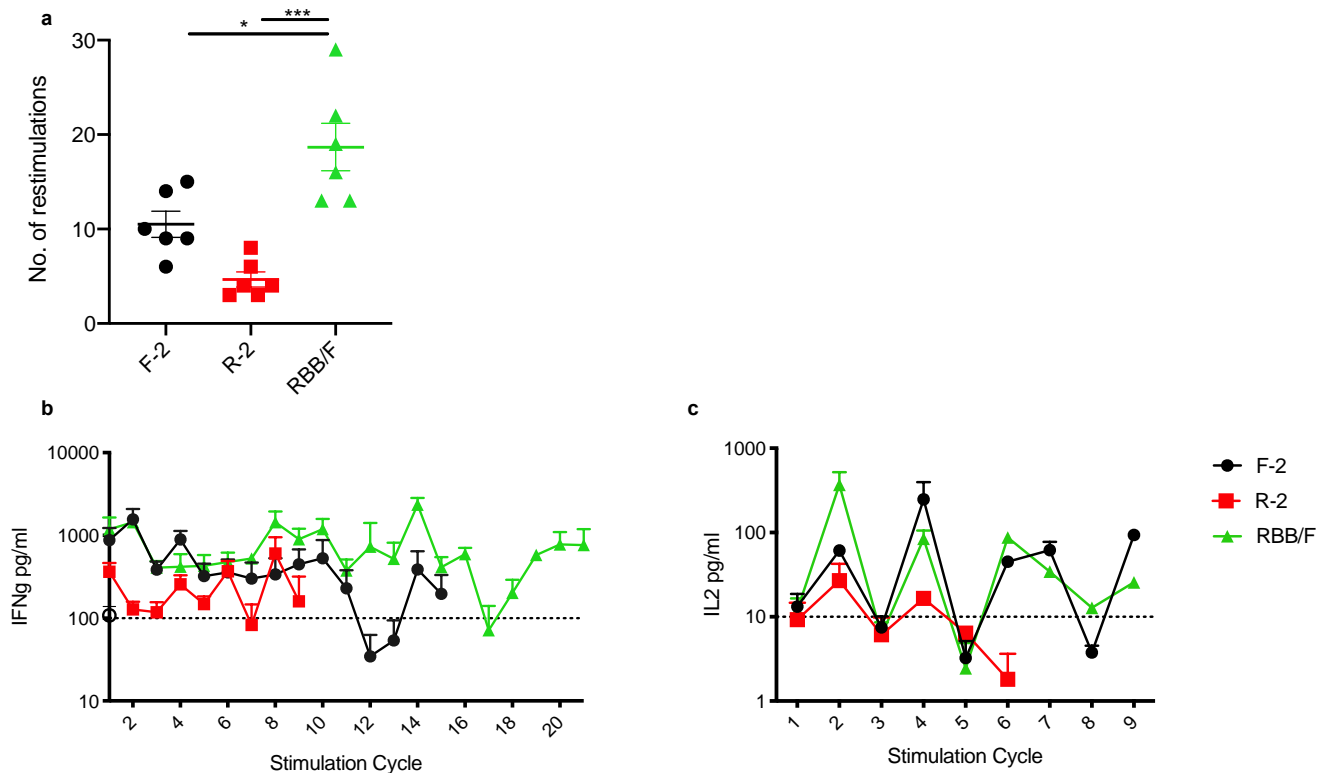 a
*
***
No. of restimulations
30
20
10
0
F-2
R-2
RBB/F
b
IFNg pg/ml
10000
1000
100
10
2
4
6
8
10
12
14
16
18
20
Stimulation Cycle
c
IL2 pg/ml
1000
100
10
1
1
2
3
4
5
6
7
8
9
Stimulation Cycle
F-2
R-2
RBB/F